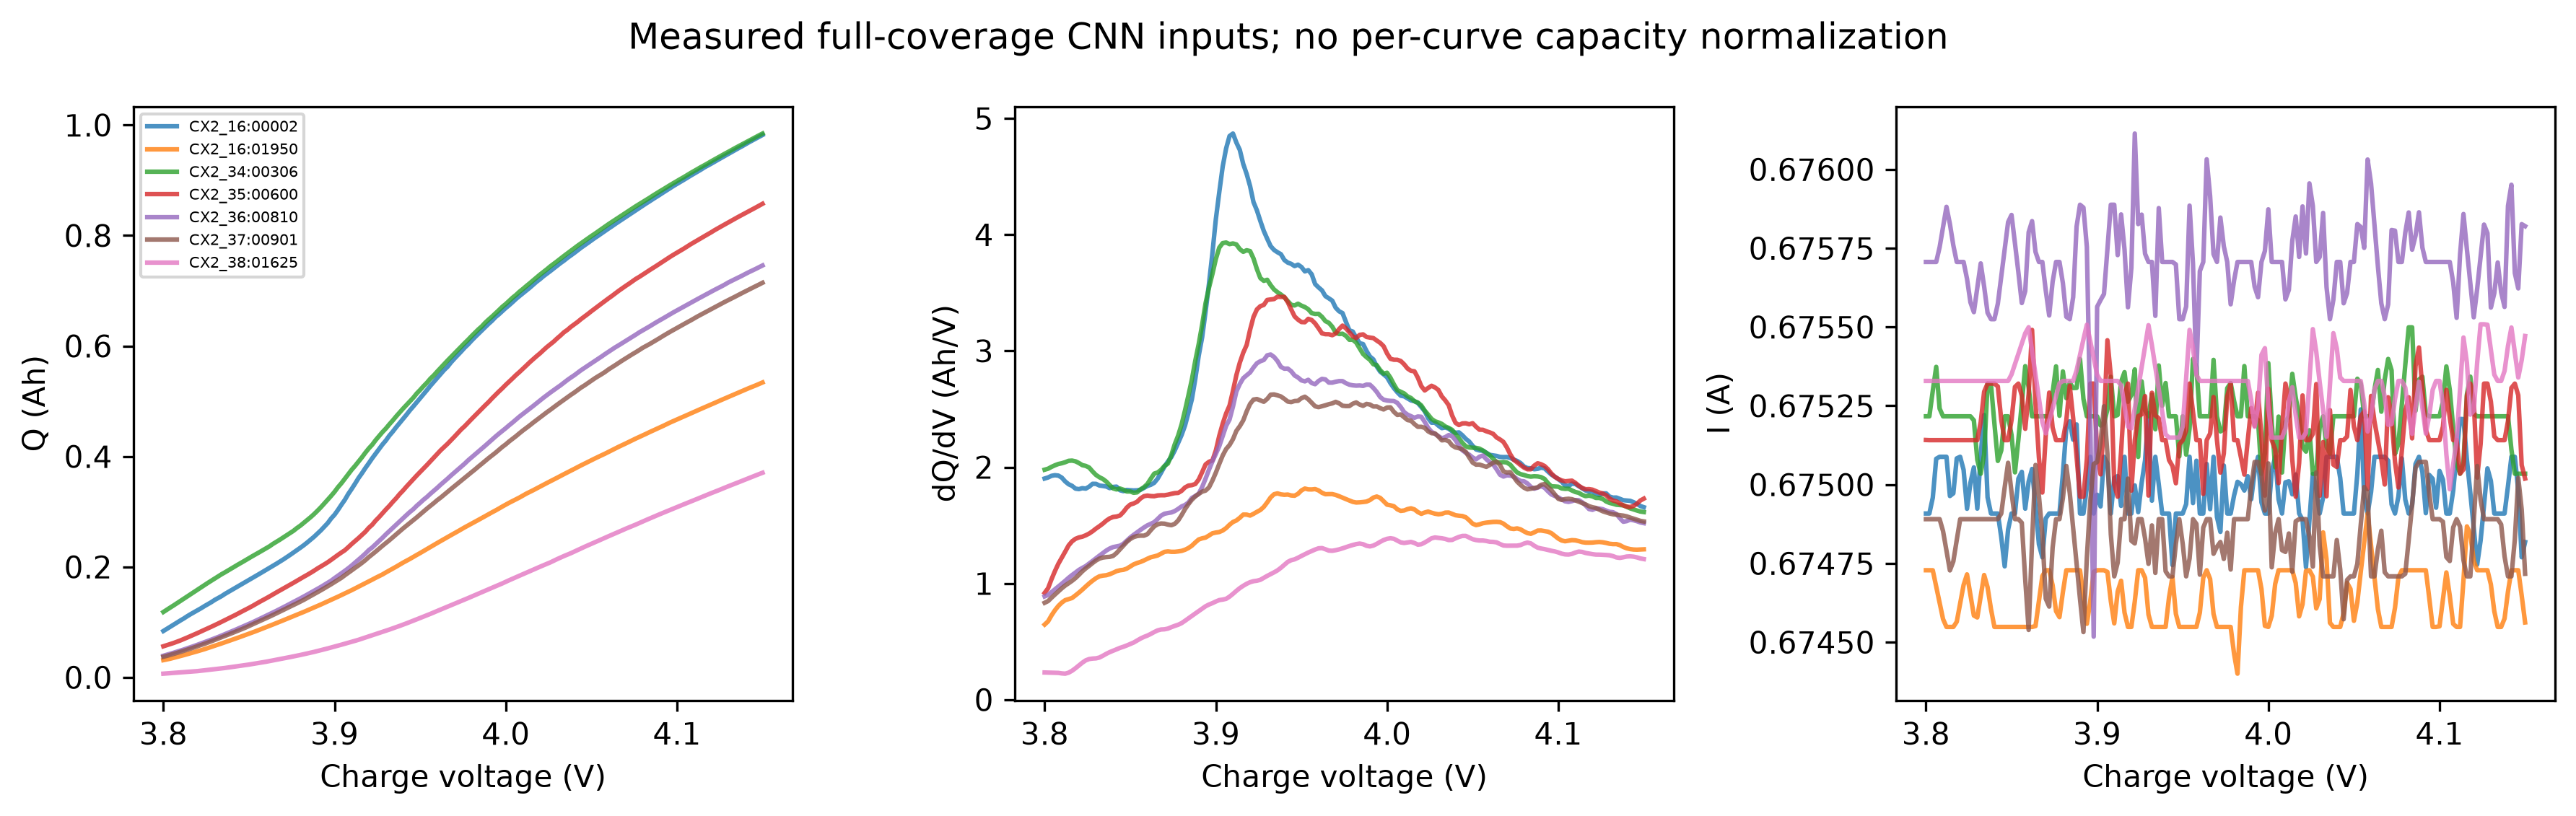 Measured full-coverage CNN inputs; no per-curve capacity normalization
Q (Ah)
1.0
0.8
0.6
0.4
0.2
0.0
CX2_16:00002
CX2_16:01950
CX2_34:00306
CX2_35:00600
CX2_36:00810
CX2_37:00901
CX2_38:01625
3.8 3.9 4.0 4.1
Charge voltage (V)
dQ/dV (Ah/V)
5
4
3
2
1
0
3.8 3.9 4.0 4.1
Charge voltage (V)
I (A)
0.67600
0.67575
0.67550
0.67525
0.67500
0.67475
0.67450
3.8 3.9 4.0 4.1
Charge voltage (V)